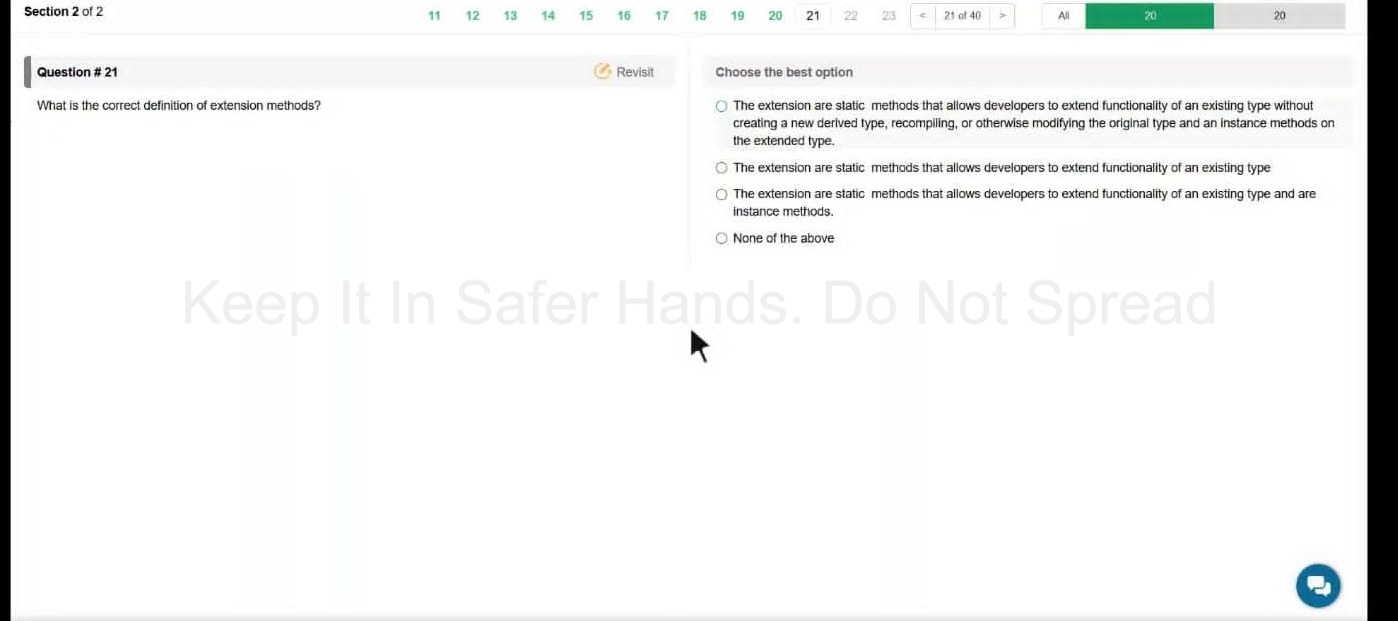 Section 2 of 2
11 12 13 14 15 16 17 18 19 20 21 22 23 < 21 of 40 > All 20 20
Question # 21
Revisit
What is the correct definition of extension methods?
Choose the best option
The extension are static methods that allows developers to extend functionality of an existing type without
creating a new derived type, recompiling, or otherwise modifying the original type and an instance methods on
the extended type.
The extension are static methods that allows developers to extend functionality of an existing type
The extension are static methods that allows developers to extend functionality of an existing type and are
instance methods.
None of the above
Keep It In Safer Hands. Do Not Spread